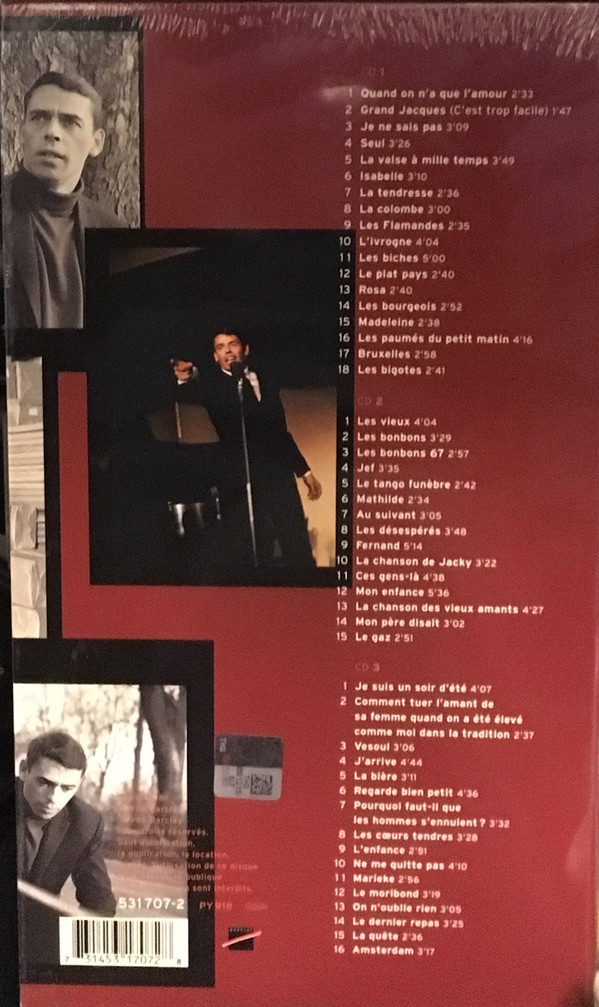 CD 1
1 Quand on n'a que l'amour 2'33
2 Grand Jacques (C'est trop facile) 1'47
3 Je ne sais pas 3'09
4 Seul 3'26
5 La valse à mille temps 3'49
6 Isabelle 3'10
7 La tendresse 2'36
8 La colombe 3'00
9 Les Flamandes 2'35
10 L'ivrogne 4'04
11 Les biches 5'00
12 Le plat pays 2'40
13 Rosa 2'40
14 Les bourgeois 2'52
15 Madeleine 2'38
16 Les paumés du petit matin 4'16
17 Bruxelles 2'58
18 Les bigotes 2'41
CD 2
1 Les vieux 4'04
2 Les bonbons 3'29
3 Les bonbons 67 2'57
4 Jef 3'35
5 Le tango funèbre 2'42
6 Mathilde 2'34
7 Au suivant 3'05
8 Les désespérés 3'48
9 Fernand 5'14
10 La chanson de Jacky 3'22
11 Ces gens-là 4'38
12 Mon enfance 5'36
13 La chanson des vieux amants 4'27
14 Mon père disait 3'02
15 Le gaz 2'51
CD 3
1 Je suis un soir d'été 4'07
2 Comment tuer l'amant de
sa femme quand on a été élevé
comme moi dans la tradition 2'37
3 Vesoul 3'06
4 J'arrive 4'44
5 La bière 3'11
6 Regarde bien petit 4'36
7 Pourquoi faut-il que
les hommes s'ennuient ? 3'32
8 Les cœurs tendres 3'28
9 L'enfance 2'51
10 Ne me quitte pas 4'10
11 Marieke 2'56
12 Le moribond 3'19
13 On n'oublie rien 3'05
14 Le dernier repas 3'25
15 La quête 2'36
16 Amsterdam 3'17
droits réservés.
Sauf autorisation,
la duplication, la location,
l'utilisation de ce disque
publique
sont interdits.
531 707-2 PY 918
7 31453 17072 8